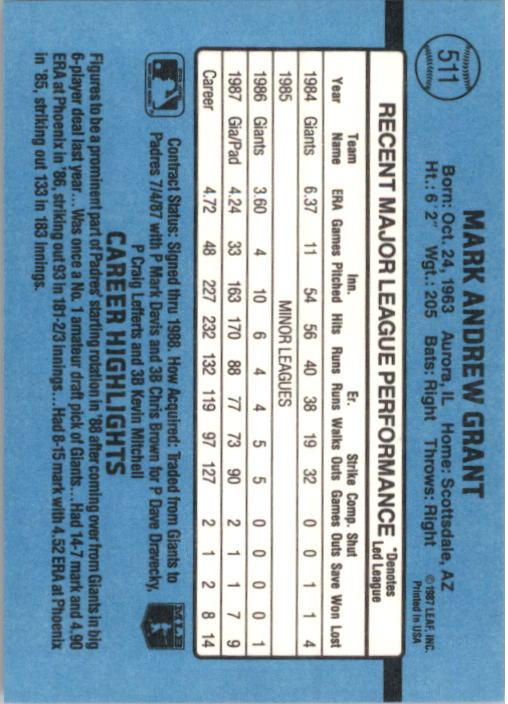 511
MARK ANDREW GRANT
Born: Oct. 24, 1963 Aurora, IL Home: Scottsdale, AZ
Ht.: 6' 2" Wgt.: 205 Bats: Right Throws: Right
© 1987 LEAF, INC.
Printed in USA
RECENT MAJOR LEAGUE PERFORMANCE *Denotes Led League
Year Team Name ERA Games Inn. Pitched Hits Runs Er. Runs Walks Strike Outs Comp. Games Shut Outs Save Won Lost
1984 Giants 6.37 11 54 56 40 38 19 32 0 0 1 1 4
1985 MINOR LEAGUES
1986 Giants 3.60 4 10 6 4 4 5 5 0 0 0 0 1
1987 Gia/Pad 4.24 33 163 170 88 77 73 90 2 1 1 7 9
Career 4.72 48 227 232 132 119 97 127 2 1 2 8 14
Contract Status: Signed thru 1988. How Acquired: Traded from Giants to
Padres 7/4/87 with P Mark Davis and 3B Chris Brown for P Dave Dravecky,
P Craig Lefferts and 3B Kevin Mitchell
MLB
CAREER HIGHLIGHTS
Figures to be a prominent part of Padres' starting rotation in '88 after coming over from Giants in big
6-player deal last year...Was once a No. 1 amateur draft pick of Giants...Had 14-7 mark and 4.90
ERA at Phoenix in '86, striking out 93 in 181-2/3 innings...Had 8-15 mark with 4.52 ERA at Phoenix
in '85, striking out 133 in 183 innings.